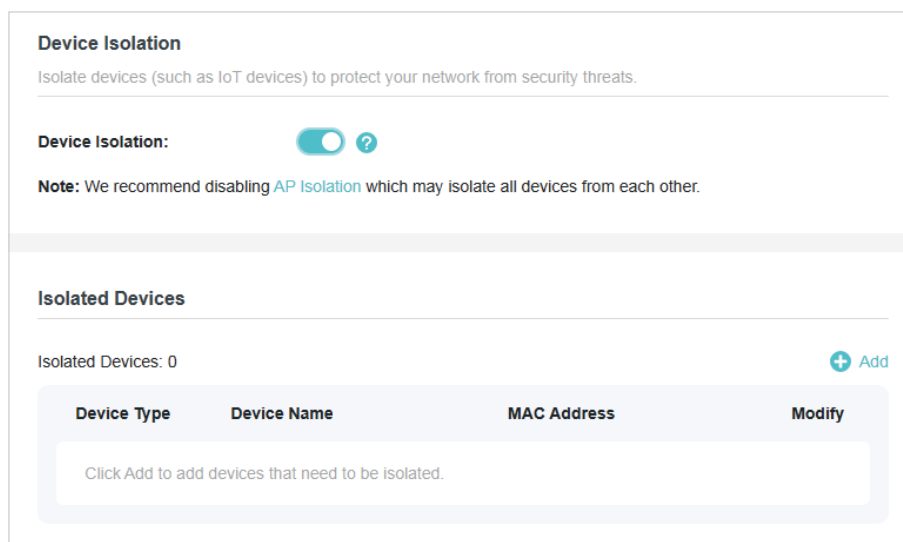 Device Isolation
Isolate devices (such as IoT devices) to protect your network from security threats.
Device Isolation:
?
Note: We recommend disabling AP Isolation which may isolate all devices from each other.
Isolated Devices
Isolated Devices: 0
Add
Device Type Device Name MAC Address Modify
Click Add to add devices that need to be isolated.